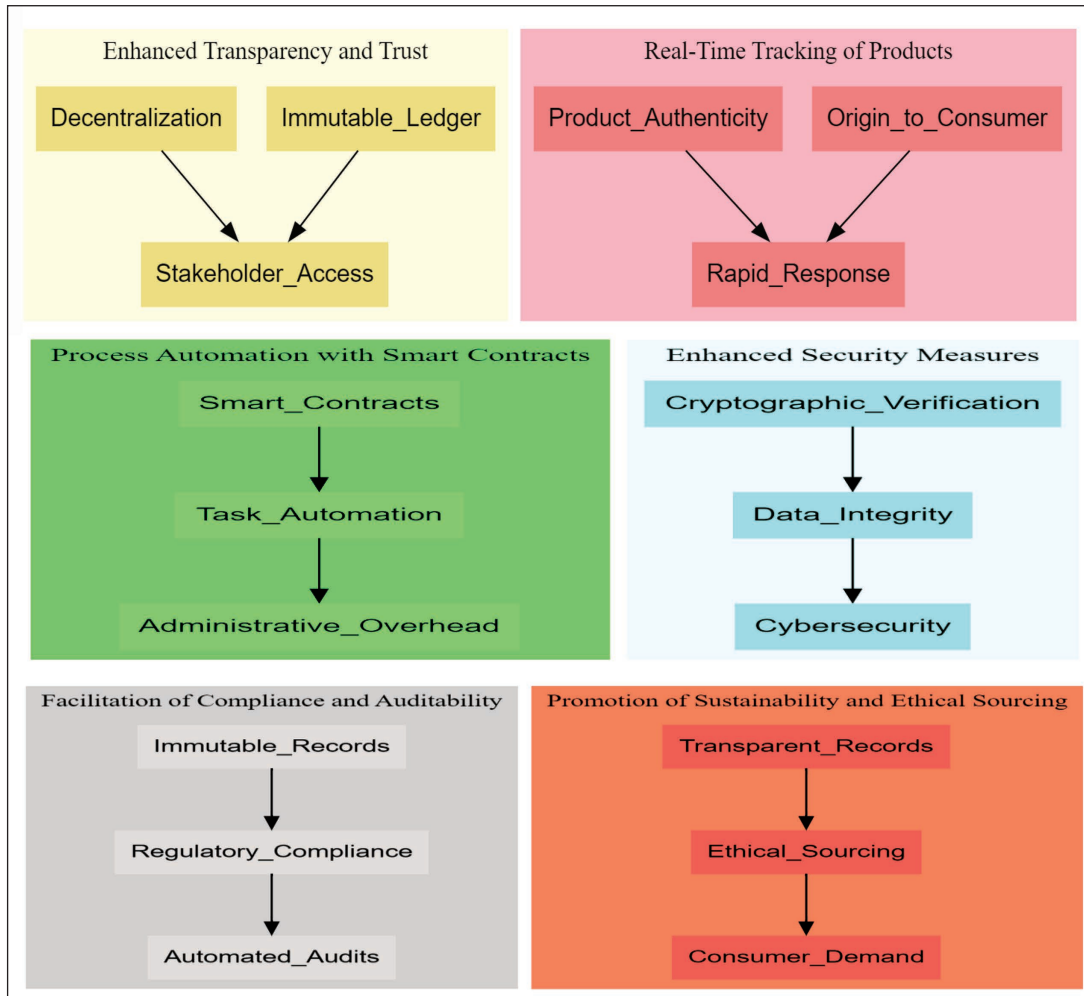 Enhanced Transparency and Trust
Decentralization
Immutable_Ledger
Stakeholder_Access
Real-Time Tracking of Products
Product_Authenticity
Origin_to_Consumer
Rapid_Response
Process Automation with Smart Contracts
Smart_Contracts
Task_Automation
Administrative_Overhead
Enhanced Security Measures
Cryptographic_Verification
Data_Integrity
Cybersecurity
Facilitation of Compliance and Auditability
Immutable_Records
Regulatory_Compliance
Automated_Audits
Promotion of Sustainability and Ethical Sourcing
Transparent_Records
Ethical_Sourcing
Consumer_Demand